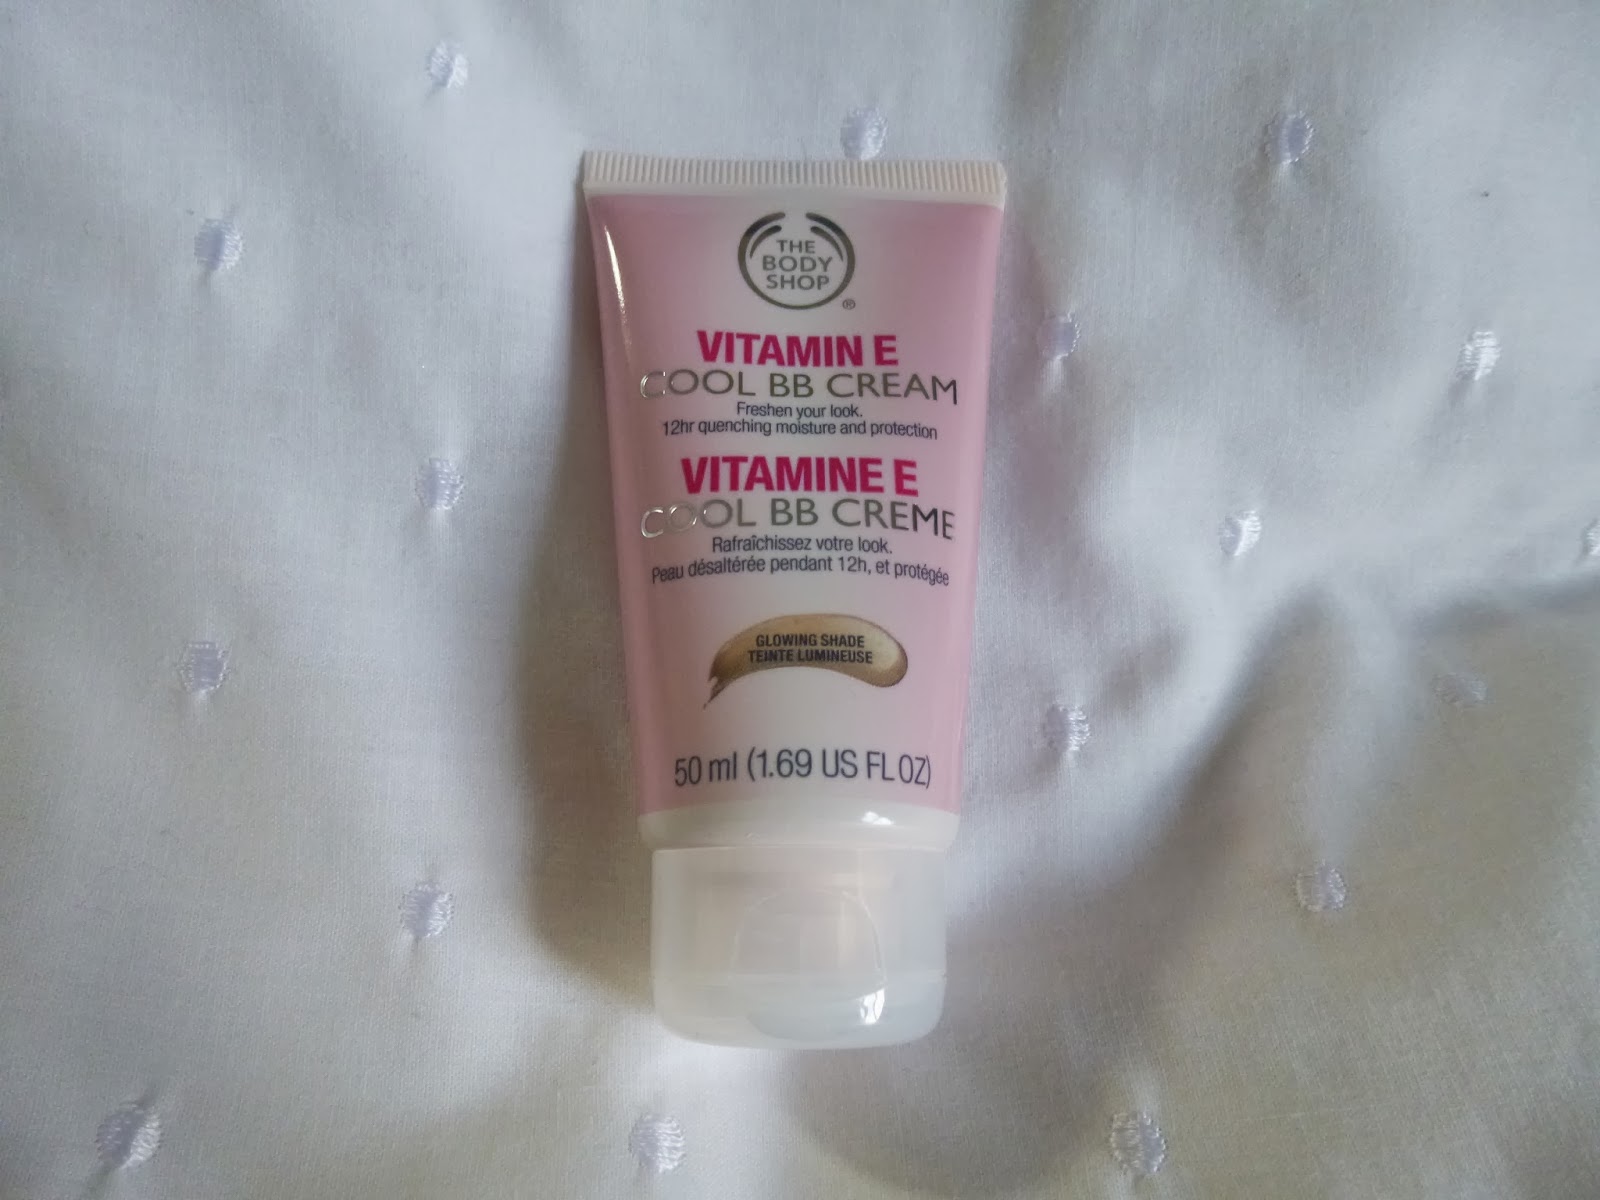 THE
BODY
SHOP
®
VITAMIN E
COOL BB CREAM
Freshen your look.
12hr quenching moisture and protection
VITAMINE E
COOL BB CREME
Rafraîchissez votre look.
Peau désaltérée pendant 12h, et protégée
GLOWING SHADE
TEINTE LUMINEUSE
50 ml (1.69 US FL OZ)